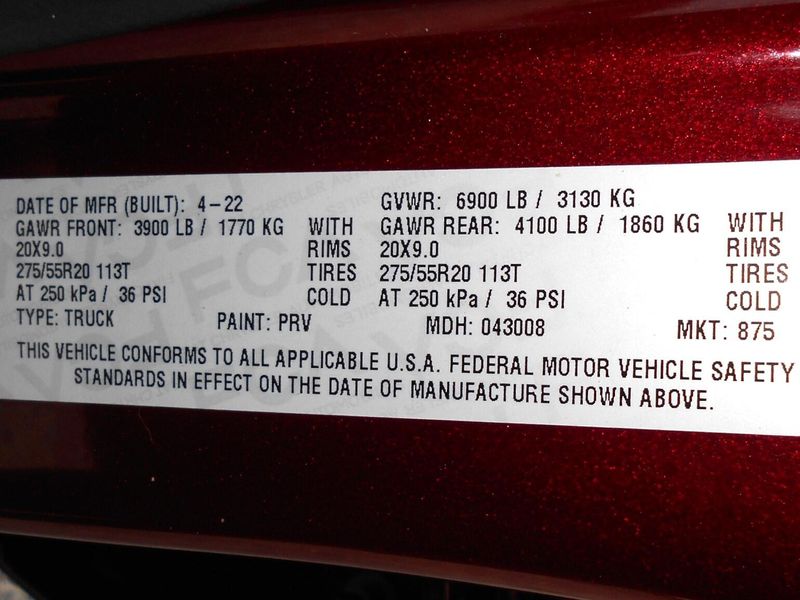 DATE OF MFR (BUILT): 4-22 GVWR: 6900 LB / 3130 KG
GAWR FRONT: 3900 LB / 1770 KG WITH GAWR REAR: 4100 LB / 1860 KG WITH
20X9.0 RIMS 20X9.0 RIMS
275/55R20 113T TIRES 275/55R20 113T TIRES
AT 250 kPa / 36 PSI COLD AT 250 kPa / 36 PSI COLD
TYPE: TRUCK PAINT: PRV MDH: 043008 MKT: 875
THIS VEHICLE CONFORMS TO ALL APPLICABLE U.S.A. FEDERAL MOTOR VEHICLE SAFETY
STANDARDS IN EFFECT ON THE DATE OF MANUFACTURE SHOWN ABOVE.